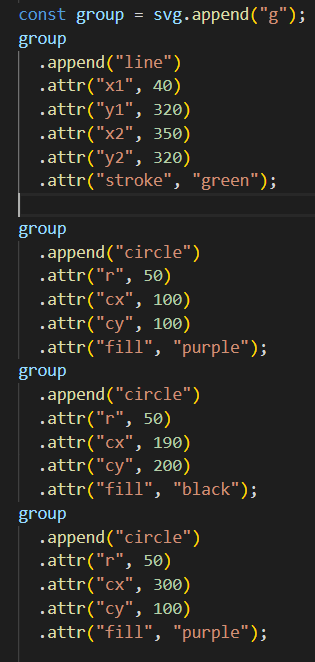 const group = svg.append("g");
group
.append("line")
.attr("x1", 40)
.attr("y1", 320)
.attr("x2", 350)
.attr("y2", 320)
.attr("stroke", "green");
group
.append("circle")
.attr("r", 50)
.attr("cx", 100)
.attr("cy", 100)
.attr("fill", "purple");
group
.append("circle")
.attr("r", 50)
.attr("cx", 190)
.attr("cy", 200)
.attr("fill", "black");
group
.append("circle")
.attr("r", 50)
.attr("cx", 300)
.attr("cy", 100)
.attr("fill", "purple");